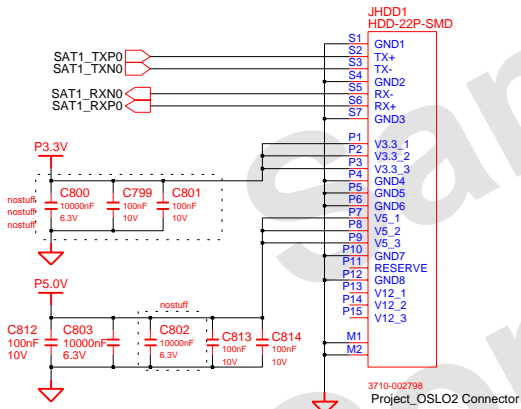 JHDD1
HDD-22P-SMD
S1 GND1
SAT1_TXP0 S2 TX+
SAT1_TXN0 S3 TX-
S4 GND2
SAT1_RXN0 S5 RX-
SAT1_RXP0 S6 RX+
S7 GND3
P3.3V
P1 V3.3_1
P2 V3.3_2
P3 V3.3_3
P4 GND4
P5 GND5
P6 GND6
P7 V5_1
P8 V5_2
P9 V5_3
P10 GND7
P11 RESERVE
P12 GND8
P13 V12_1
P14 V12_2
P15 V12_3
M1
M2
nostuff
nostuff
nostuff
C800
10000nF
6.3V
C799
100nF
10V
C801
100nF
10V
P5.0V
nostuff
C812
100nF
10V
C803
10000nF
6.3V
C802
10000nF
6.3V
C813
100nF
10V
C814
100nF
10V
3710-002798
Project_OSLO2 Connector